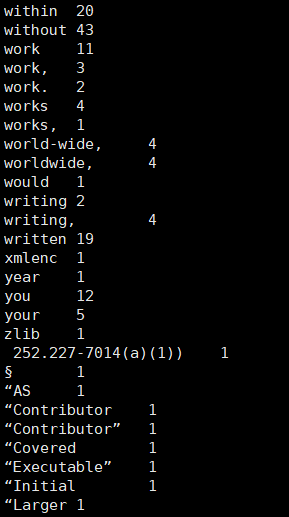 within 20
without 43
work 11
work, 3
work. 2
works 4
works, 1
world-wide, 4
worldwide, 4
would 1
writing 2
writing, 4
written 19
xmlenc 1
year 1
you 12
your 5
zlib 1
252.227-7014(a)(1)) 1
§ 1
“AS 1
“Contributor 1
“Contributor” 1
“Covered 1
“Executable” 1
“Initial 1
“Larger 1